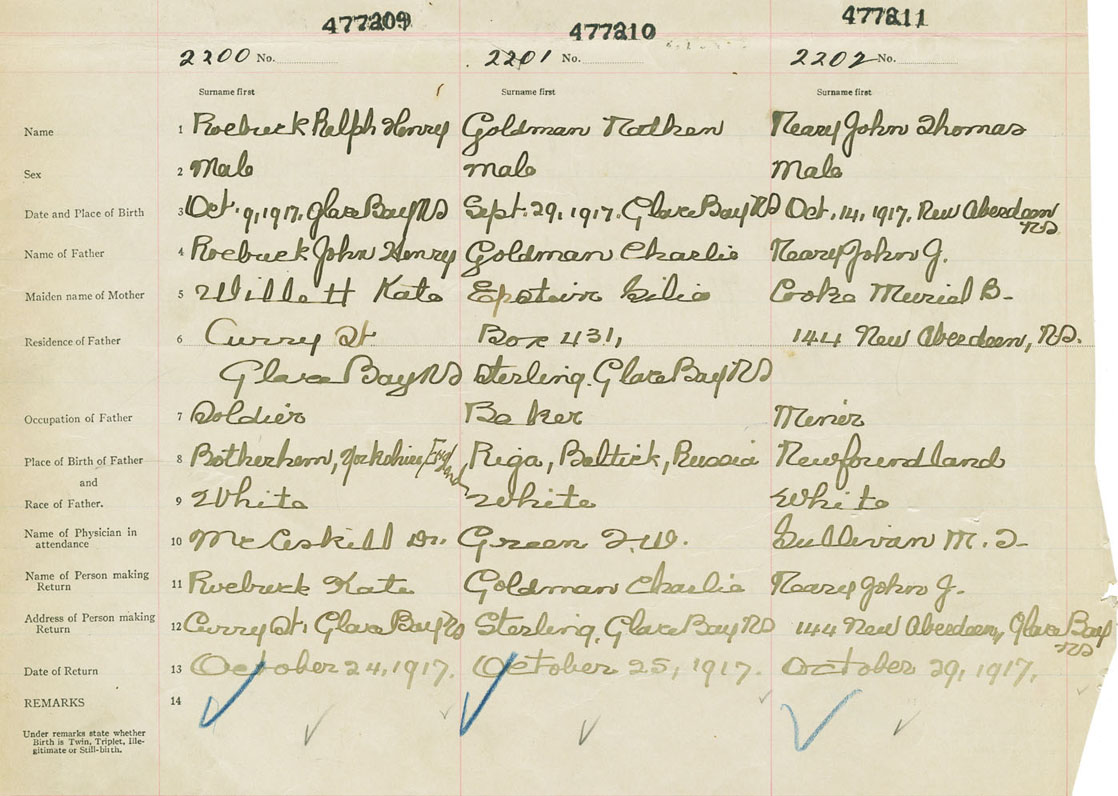 477209 477210 477211
2200 No. 2201 No. 2202 No.
Surname first Surname first Surname first
Name 1 Roebuck Ralph Henry Goldman Nathen Neary John Thomas
Sex 2 Male Male Male
Date and Place of Birth 3 Oct. 9, 1917, Glace Bay NS Sept. 29, 1917. Glace Bay NS Oct. 14, 1917, New Aberdeen NS.
Name of Father 4 Roebuck John Henry Goldman Charlie Neary John J.
Maiden name of Mother 5 Willett Kate Epstein Cooke Muriel B-
Residence of Father 6 Curry St Box 431, 144 New Aberdeen, NS.
Glace Bay NS Sterling. Glace Bay NS
Occupation of Father 7 Soldier Baker Miner
Place of Birth of Father 8 Rotherham, Yorkshire, England Riga, Baltick, Russia Newfoundland
and
Race of Father. 9 White White White
Name of Physician in
attendance 10 McCaskill Dr. Green F.W. Sullivan M. T-
Name of Person making
Return 11 Roebuck Kate Goldman Charlie Neary John J.
Address of Person making
Return 12 Curry St, Glace Bay NS Sterling, Glace Bay NS 144 New Aberdeen, Glace Bay NS
Date of Return 13 October 24, 1917. October 25, 1917. October 29, 1917,
REMARKS 14
Under remarks state whether
Birth is Twin, Triplet, Ille-
gitimate or Still-birth.